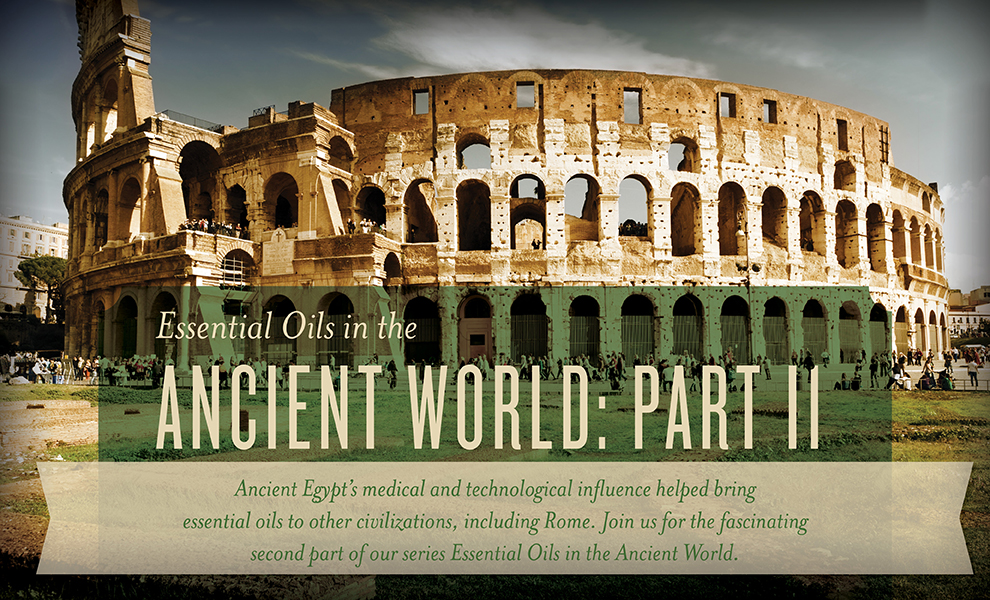 Essential Oils in the
ANCIENT WORLD: PART II
Ancient Egypt's medical and technological influence helped bring
essential oils to other civilizations, including Rome. Join us for the fascinating
second part of our series Essential Oils in the Ancient World.